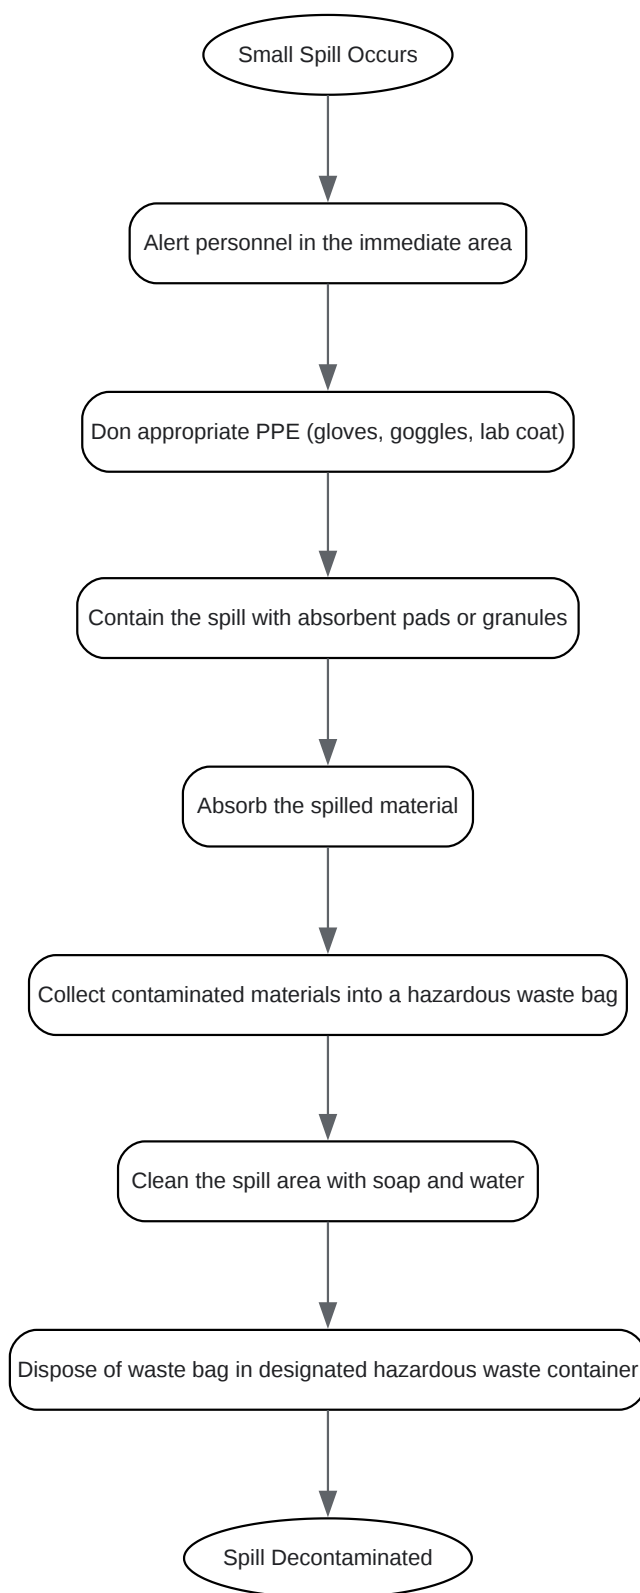 Small Spill Occurs
Alert personnel in the immediate area
Don appropriate PPE (gloves, goggles, lab coat)
Contain the spill with absorbent pads or granules
Absorb the spilled material
Collect contaminated materials into a hazardous waste bag
Clean the spill area with soap and water
Dispose of waste bag in designated hazardous waste container
Spill Decontaminated